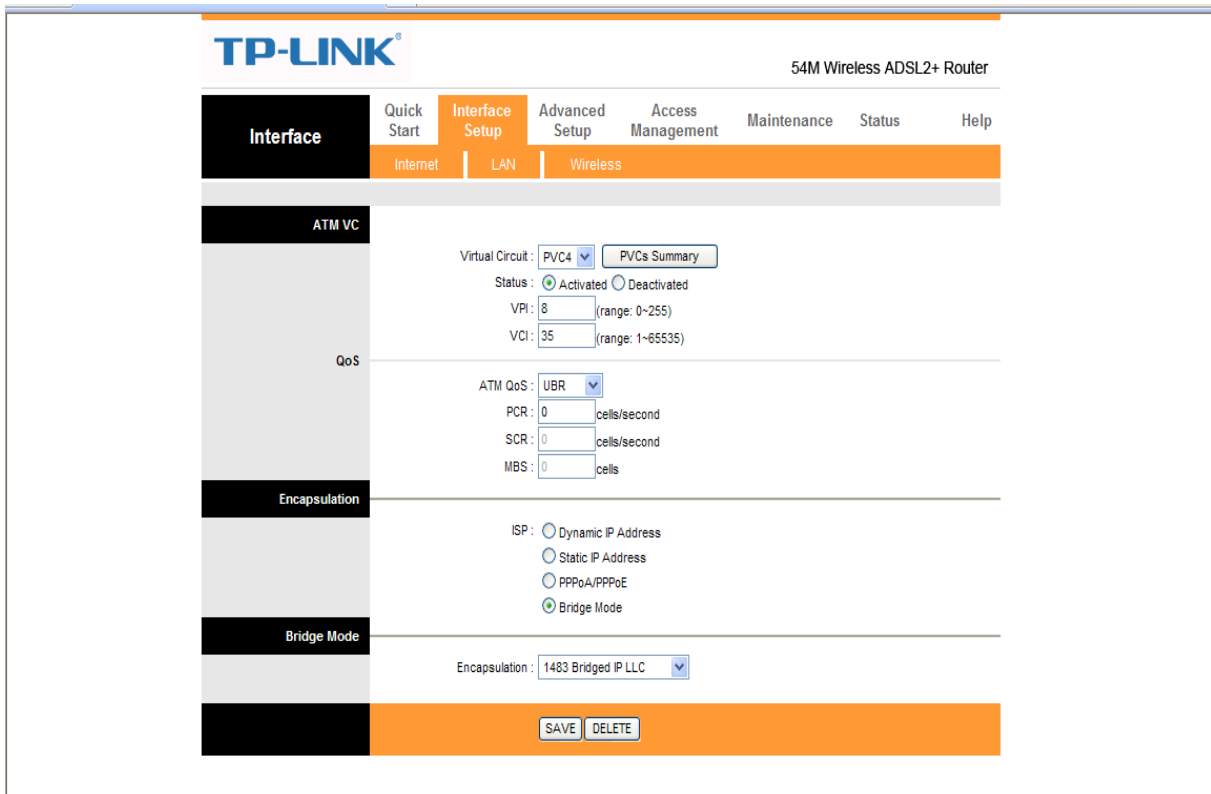 TP-LINK®
54M Wireless ADSL2+ Router
Interface
Quick Start
Interface Setup
Advanced Setup
Access Management
Maintenance
Status
Help
Internet
LAN
Wireless
ATM VC
Virtual Circuit : PVC4 PVCs Summary
Status : Activated Deactivated
VPI : 8 (range: 0~255)
VCI : 35 (range: 1~65535)
QoS
ATM QoS : UBR
PCR : 0 cells/second
SCR : 0 cells/second
MBS : 0 cells
Encapsulation
ISP : Dynamic IP Address
Static IP Address
PPPoA/PPPoE
Bridge Mode
Bridge Mode
Encapsulation : 1483 Bridged IP LLC
SAVE DELETE